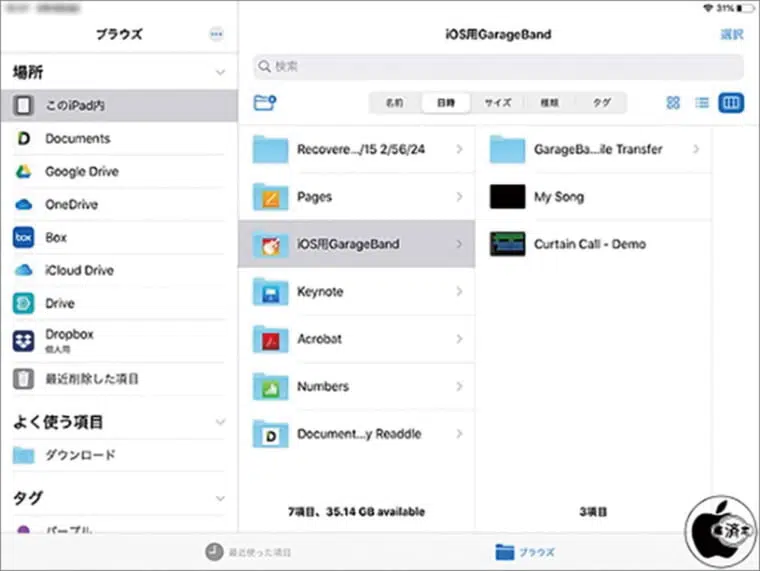 31%
ブラウズ
iOS用GarageBand
選択
場所
検索
このiPad内
名前
日時
サイズ
種類
タグ
Documents
Google Drive
OneDrive
Box
iCloud Drive
Drive
Dropbox
個人用
最近削除した項目
よく使う項目
ダウンロード
タグ
パープル
Recovere.../15 2/56/24
Pages
iOS用GarageBand
Keynote
Acrobat
Numbers
Document...y Readdle
7項目、35.14 GB available
GarageBa...ile Transfer
My Song
Curtain Call - Demo
3項目
最近使った項目
ブラウズ
済